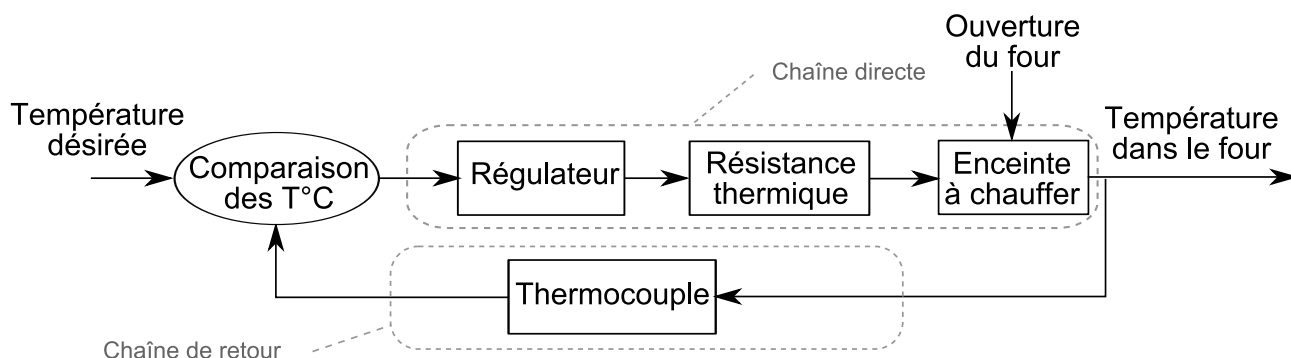 Ouverture
du four
Chaîne directe
Température
désirée
Température
dans le four
Comparaison
des T°C
Régulateur
Résistance
thermique
Enceinte
à chauffer
Thermocouple
Chaîne de retour